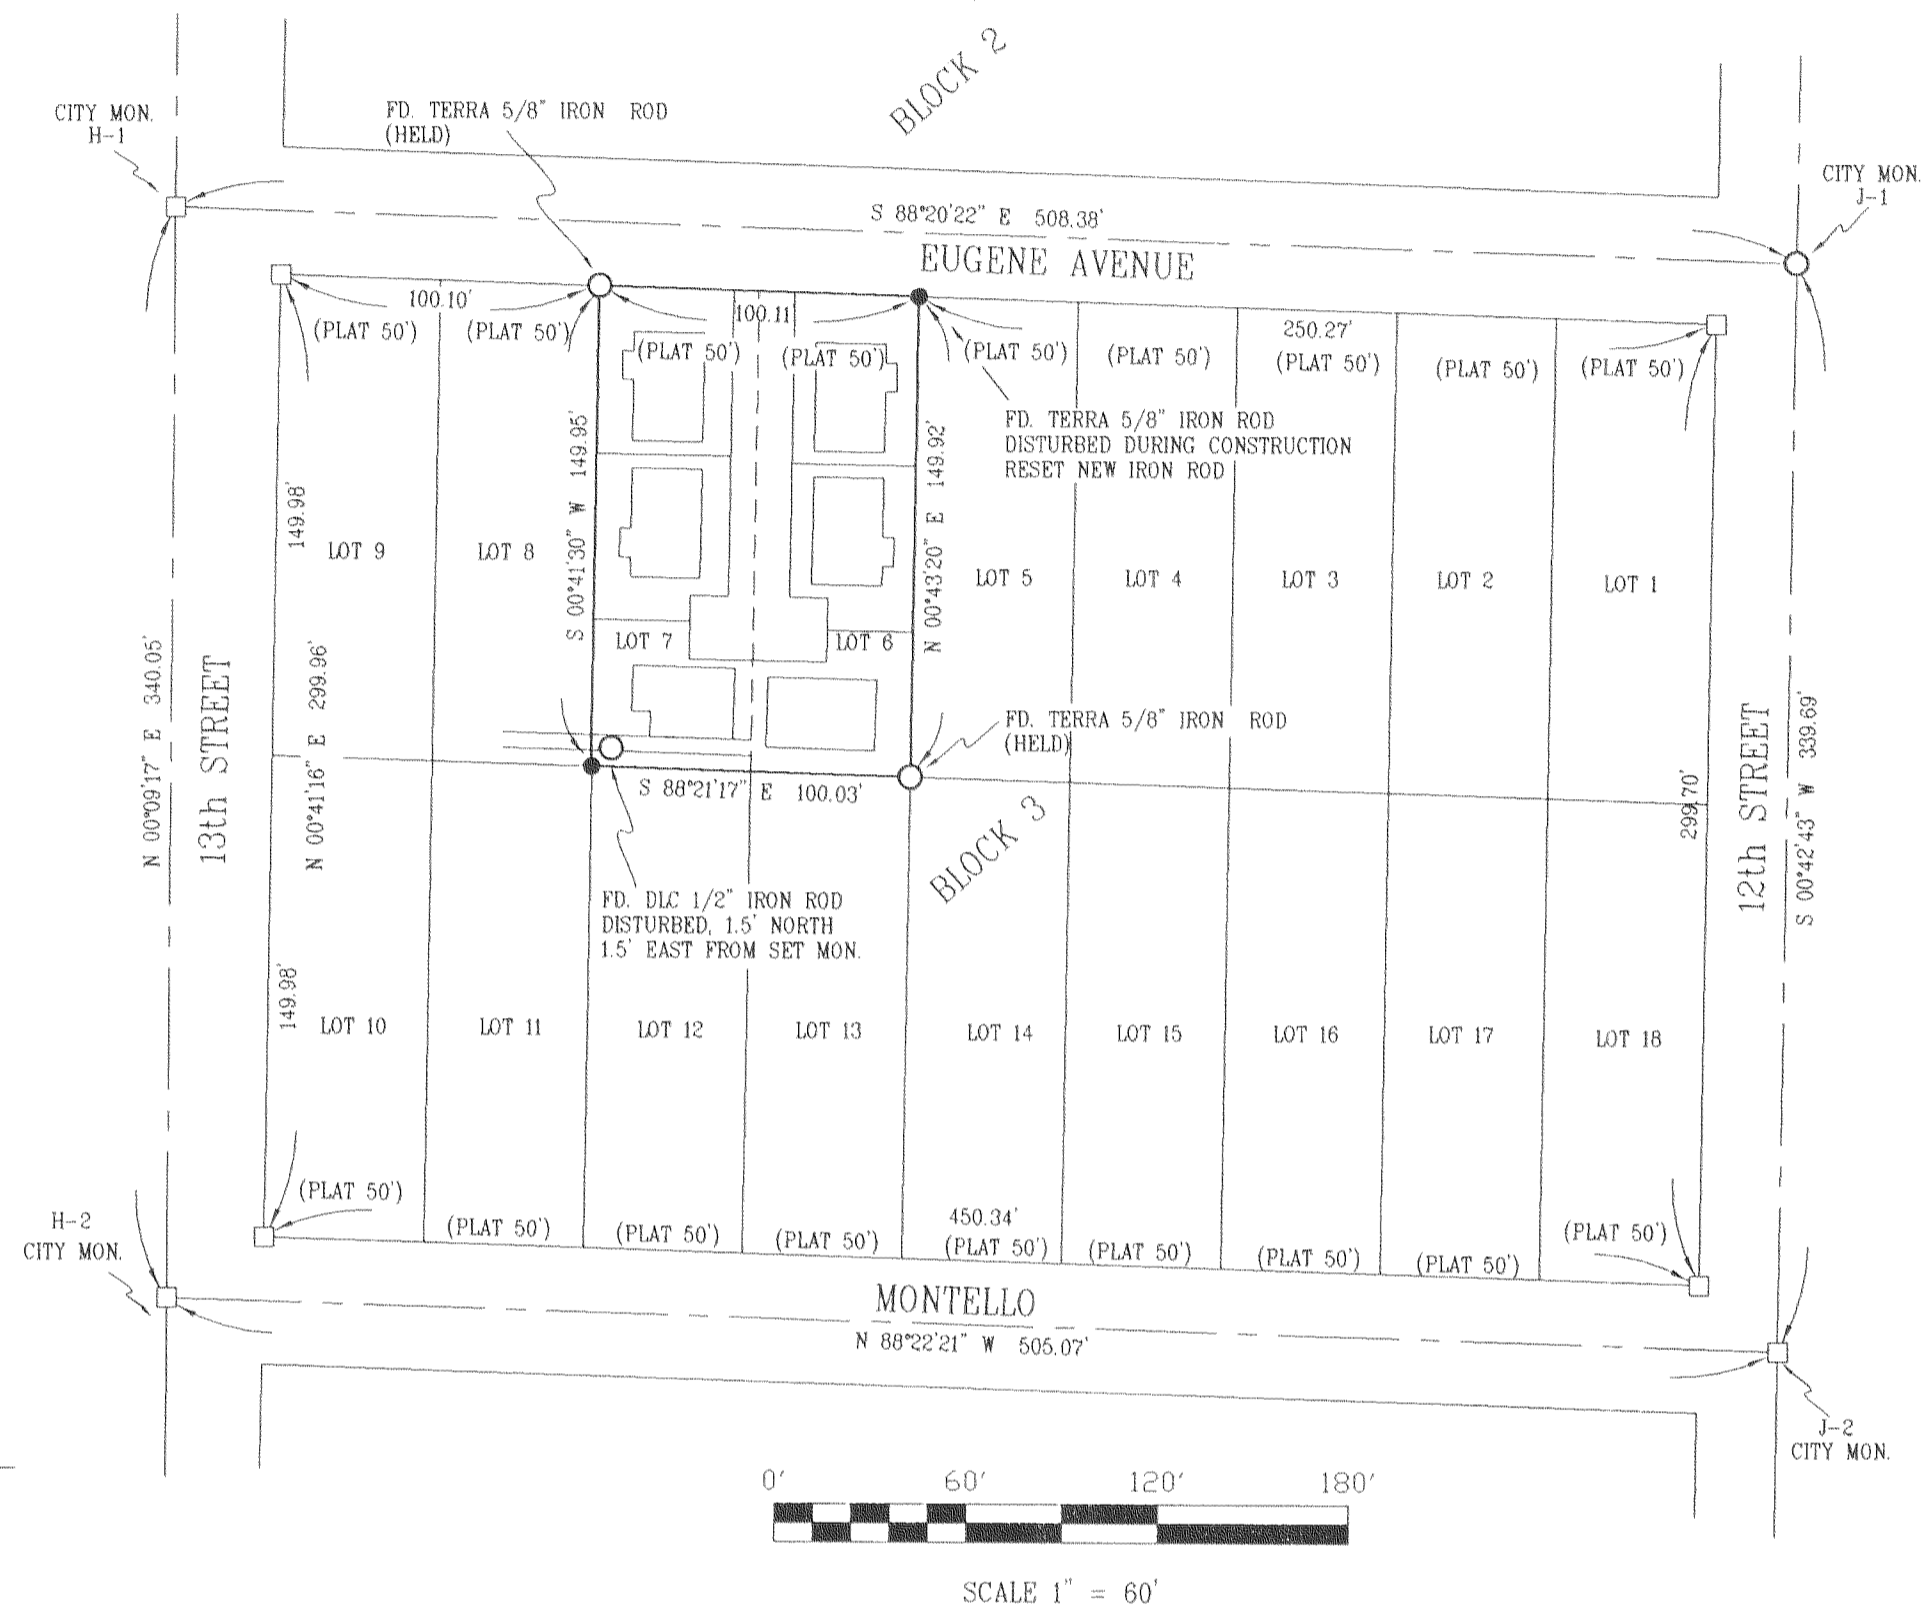 BLOCK 2
CITY MON.
H-1
FD. TERRA 5/8" IRON ROD
(HELD)
CITY MON.
J-1
S 88°20'22" E 508.38'
EUGENE AVENUE
100.10'
100.11
250.27'
(PLAT 50')
(PLAT 50')
(PLAT 50')
(PLAT 50')
(PLAT 50')
(PLAT 50')
(PLAT 50')
(PLAT 50')
(PLAT 50')
FD. TERRA 5/8" IRON ROD
DISTURBED DURING CONSTRUCTION
RESET NEW IRON ROD
149.98'
S 00°41'30" W 149.95'
N 00°43'20" E 149.92'
LOT 9
LOT 8
LOT 7
LOT 6
LOT 5
LOT 4
LOT 3
LOT 2
LOT 1
N 00°09'17" E 340.05'
13th STREET
N 00°41'16" E 299.96'
FD. TERRA 5/8" IRON ROD
(HELD)
S 88°21'17" E 100.03'
BLOCK 3
299.70'
12th STREET
S 00°42'43" W 339.69'
FD. DLC 1/2" IRON ROD
DISTURBED, 1.5' NORTH
1.5' EAST FROM SET MON.
149.98'
LOT 10
LOT 11
LOT 12
LOT 13
LOT 14
LOT 15
LOT 16
LOT 17
LOT 18
(PLAT 50')
(PLAT 50')
(PLAT 50')
(PLAT 50')
450.34'
(PLAT 50')
(PLAT 50')
(PLAT 50')
(PLAT 50')
(PLAT 50')
H-2
CITY MON.
MONTELLO
N 88°22'21" W 505.07'
J-2
CITY MON.
0' 60' 120' 180'
SCALE 1" = 60'